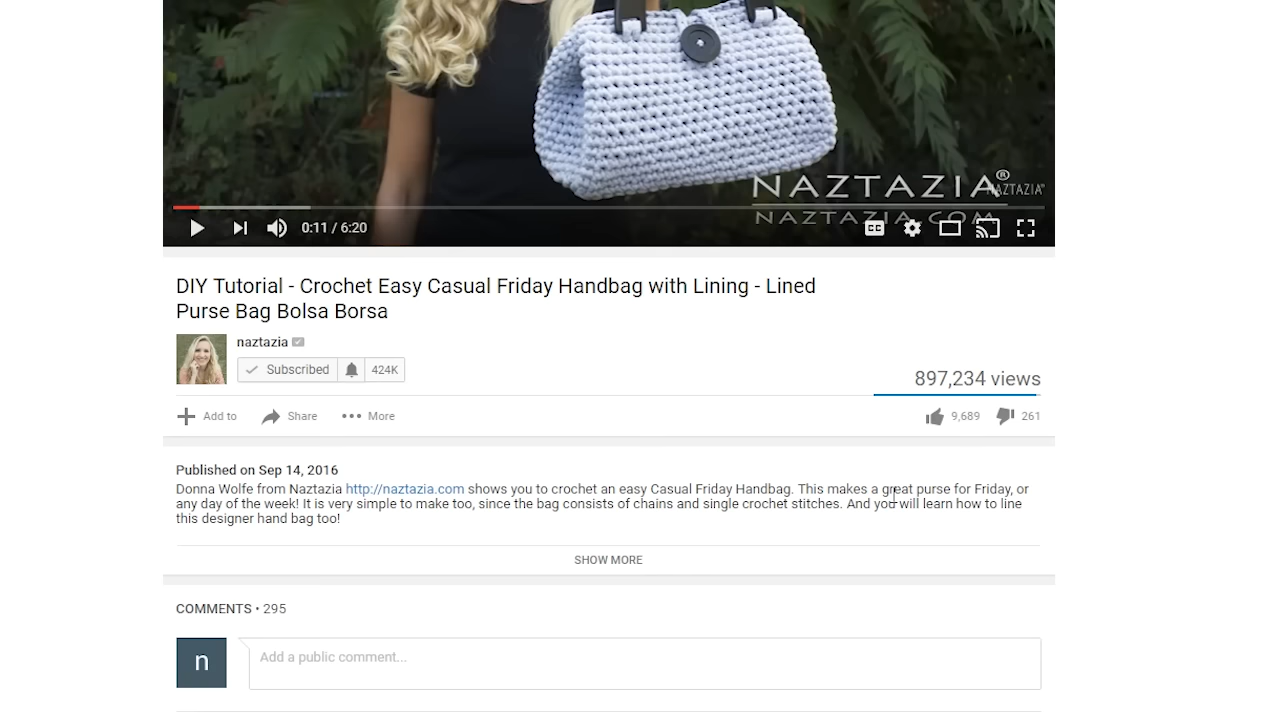 NAZTAZIA®
NAZTAZIA
NAZTAZIA.COM
0:11 / 6:20
CC
DIY Tutorial - Crochet Easy Casual Friday Handbag with Lining - Lined
Purse Bag Bolsa Borsa
naztazia
Subscribed 424K
897,234 views
Add to Share More 9,689 261
Published on Sep 14, 2016
Donna Wolfe from Naztazia http://naztazia.com shows you to crochet an easy Casual Friday Handbag. This makes a great purse for Friday, or
any day of the week! It is very simple to make too, since the bag consists of chains and single crochet stitches. And you will learn how to line
this designer hand bag too!
SHOW MORE
COMMENTS • 295
n
Add a public comment...